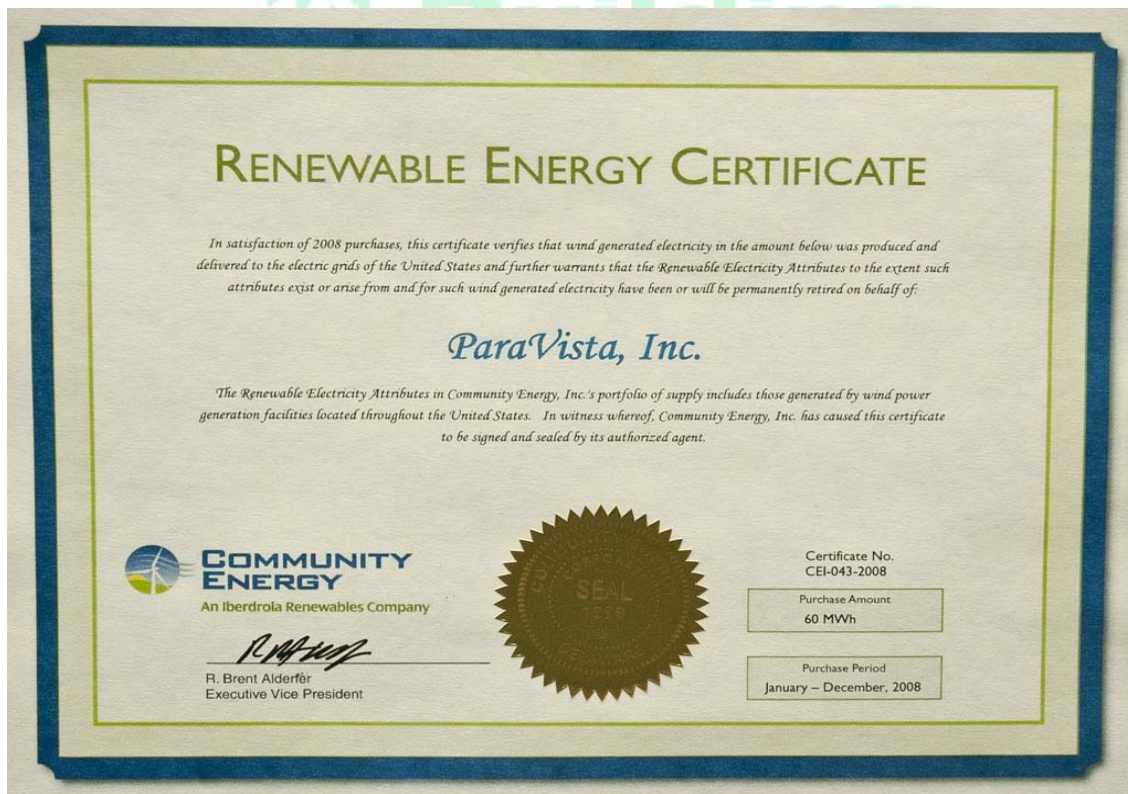 Building
RENEWABLE ENERGY CERTIFICATE
In satisfaction of 2008 purchases, this certificate verifies that wind generated electricity in the amount below was produced and
delivered to the electric grids of the United States and further warrants that the Renewable Electricity Attributes to the extent such
attributes exist or arise from and for such wind generated electricity have been or will be permanently retired on behalf of:
ParaVista, Inc.
The Renewable Electricity Attributes in Community Energy, Inc.'s portfolio of supply includes those generated by wind power
generation facilities located throughout the United States. In witness whereof, Community Energy, Inc. has caused this certificate
to be signed and sealed by its authorized agent.
COMMUNITY
ENERGY
An Iberdrola Renewables Company
R. Brent Alderfer
Executive Vice President
SEAL
Certificate No.
CEI-043-2008
Purchase Amount
60 MWh
Purchase Period
January – December, 2008